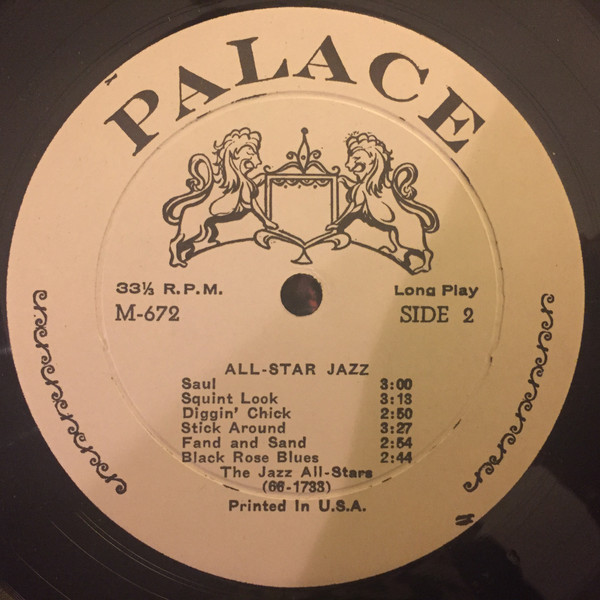 PALACE
33⅓ R.P.M. Long Play
M-672 SIDE 2
ALL-STAR JAZZ
Saul 3:00
Squint Look 3:13
Diggin' Chick 2:50
Stick Around 3:27
Fand and Sand 2:54
Black Rose Blues 2:44
The Jazz All-Stars
(66-1733)
Printed In U.S.A.